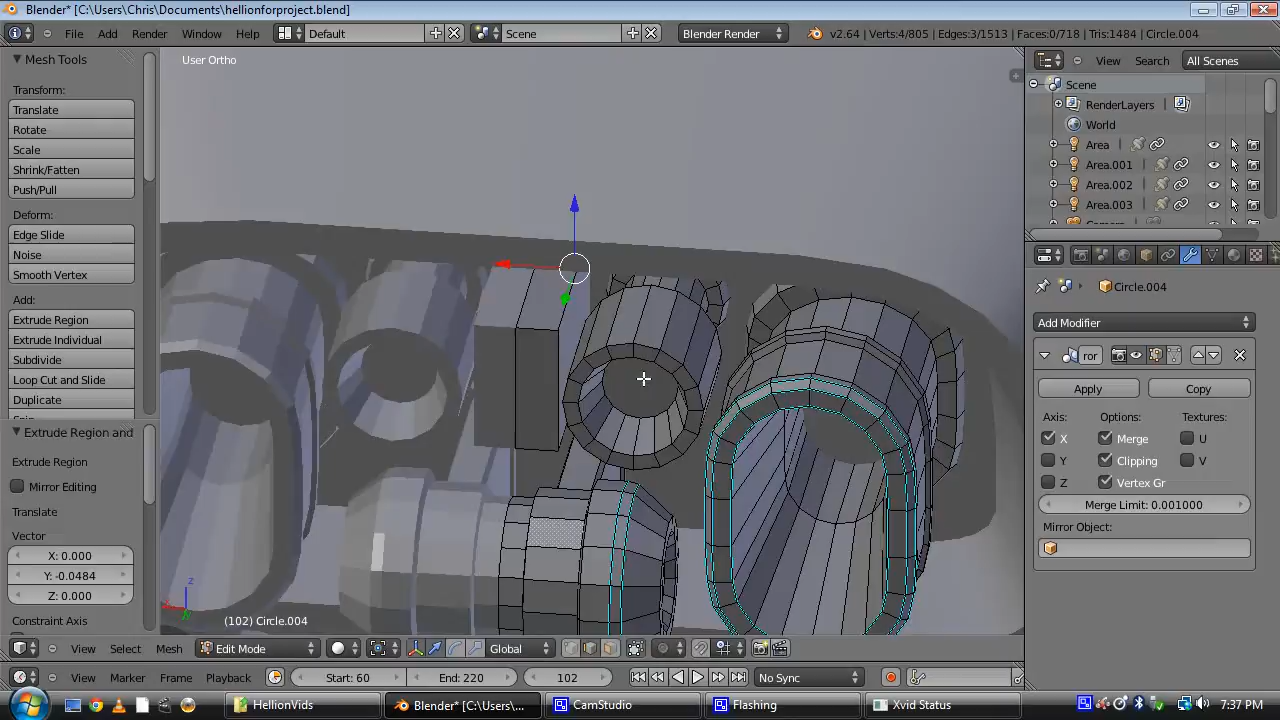 Blender* [C:\Users\Chris\Documents\hellionforproject.blend]
File Add Render Window Help Default Scene Blender Render v2.64 | Verts:4/805 | Edges:3/1513 | Faces:0/718 | Tris:1484 | Circle.004
Mesh Tools
User Ortho
View Search All Scenes
Transform:
Translate
Rotate
Scale
Shrink/Fatten
Push/Pull
Deform:
Edge Slide
Noise
Smooth Vertex
Add:
Extrude Region
Extrude Individual
Subdivide
Loop Cut and Slide
Duplicate
Extrude Region and
Extrude Region
Mirror Editing
Translate
Vector
X: 0.000
Y: -0.0484
Z: 0.000
Constraint Axis
z
(102) Circle.004
Scene
RenderLayers
World
Area
Area.001
Area.002
Area.003
Circle.004
Add Modifier
ror
Apply Copy
Axis: Options: Textures:
X Merge U
Y Clipping V
Z Vertex Gr
Merge Limit: 0.001000
Mirror Object:
View Select Mesh Edit Mode Global
View Marker Frame Playback Start: 60 End: 220 102 No Sync
HellionVids Blender* [C:\Users\C... CamStudio Flashing Xvid Status 7:37 PM